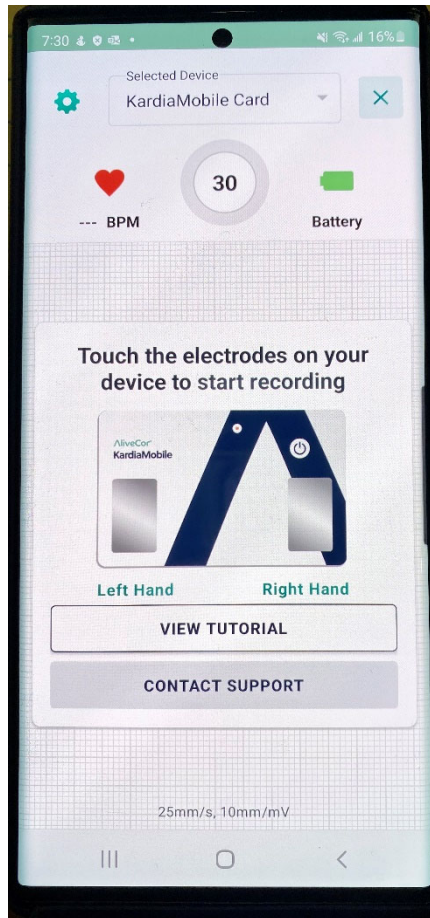 7:30
16%
Selected Device
KardiaMobile Card
30
--- BPM
Battery
Touch the electrodes on your
device to start recording
AliveCor
KardiaMobile
Left Hand
Right Hand
VIEW TUTORIAL
CONTACT SUPPORT
25mm/s, 10mm/mV